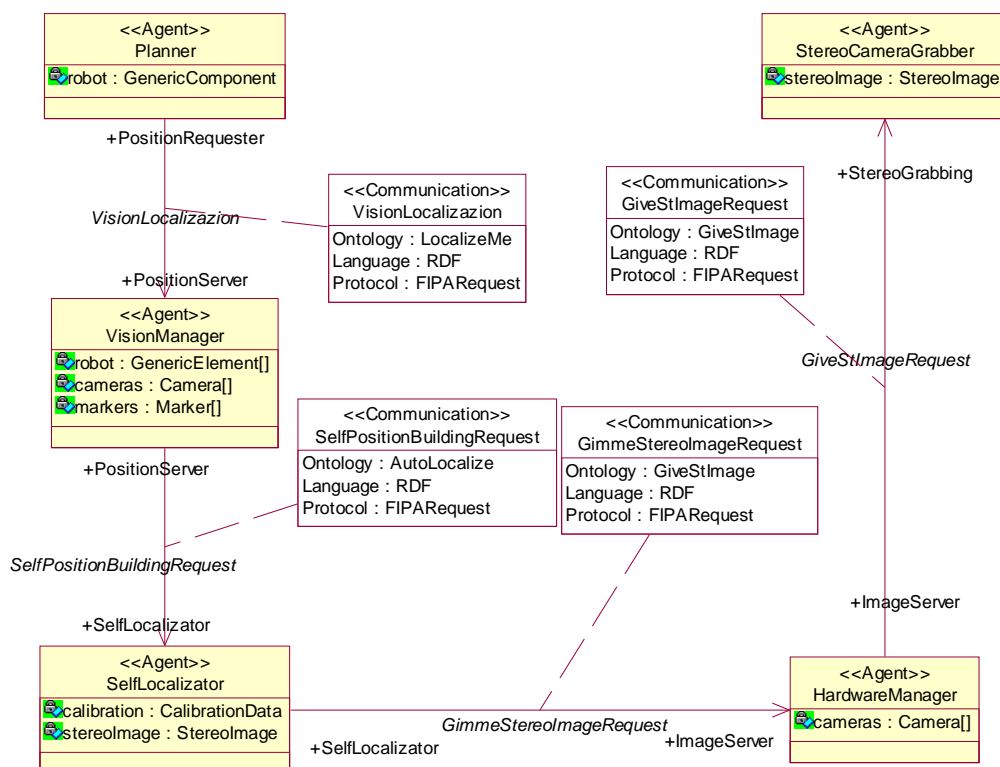 <<Agent>>
Planner
robot : GenericComponent
<<Agent>>
StereoCameraGrabber
stereoImage : StereoImage
+PositionRequester
+StereoGrabbing
<<Communication>>
VisionLocalizazion
Ontology : LocalizeMe
Language : RDF
Protocol : FIPARequest
<<Communication>>
GiveStImageRequest
Ontology : GiveStImage
Language : RDF
Protocol : FIPARequest
VisionLocalizazion
+PositionServer
<<Agent>>
VisionManager
robot : GenericElement[]
cameras : Camera[]
markers : Marker[]
GiveStImageRequest
+PositionServer
<<Communication>>
SelfPositionBuildingRequest
Ontology : AutoLocalize
Language : RDF
Protocol : FIPARequest
<<Communication>>
GimmeStereoImageRequest
Ontology : GiveStImage
Language : RDF
Protocol : FIPARequest
SelfPositionBuildingRequest
+SelfLocalizator
+ImageServer
<<Agent>>
SelfLocalizator
calibration : CalibrationData
stereoImage : StereoImage
<<Agent>>
HardwareManager
cameras : Camera[]
GimmeStereoImageRequest
+SelfLocalizator
+ImageServer